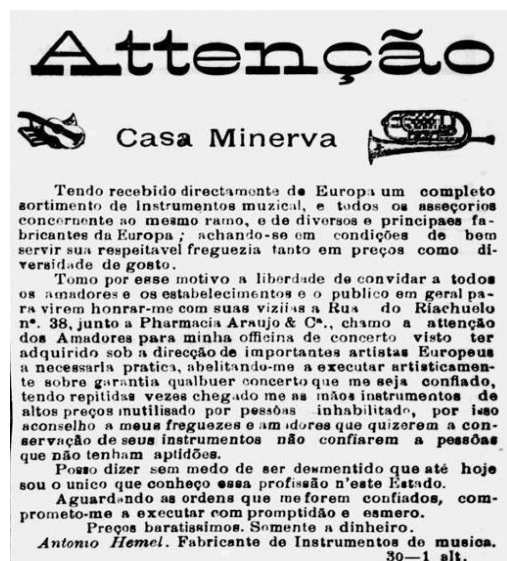 Attenção
Casa Minerva
Tendo recebido directamente de Europa um completo
sortimento de Instrumentos muzical, e todos os asseçorios
concernente ao mesmo ramo, e de diversos e principaes fa-
bricantes da Europa ; achando-se em condições de bem
servir sua respeitavel freguezia tanto em preços como di-
versidade de gosto.
Tomo por esse motivo a liberdade de convidar a todos
os amadores e os estabelecimentos e o publico em geral pa-
ra virem honrar-me com suas viziias a Rua do Riachuelo
nº. 38, junto a Pharmacia Araujo & Cª., chamo a attenção
dos Amadores para minha officina de concerto visto ter
adquirido sob a direcção de importantes artistas Europeus
a necessaria pratica, abelitando-me a executar artisticamen-
te sobre garantia qualbuer concerto que me seja confiado,
tendo repitidas vezes chegado me as mãos instrumentos de
altos preços inutilisado por pessôas inhabilitado, por isso
aconselho a meus freguezes e amadores que quizerem a con-
servação de seus instrumentos não confiarem a pessôas
que não tenham aptidões.
Posso dizer sem medo de ser desmentido que até hoje
sou o unico que conheço essa profissão n'este Estado.
Aguardando as ordens que me forem confiados, com-
prometo-me a executar com promptidão e esmero.
Preços baratissimos. Somente a dinheiro.
Antonio Hemel. Fabricante de Instrumentos de musica.
30—1 alt.